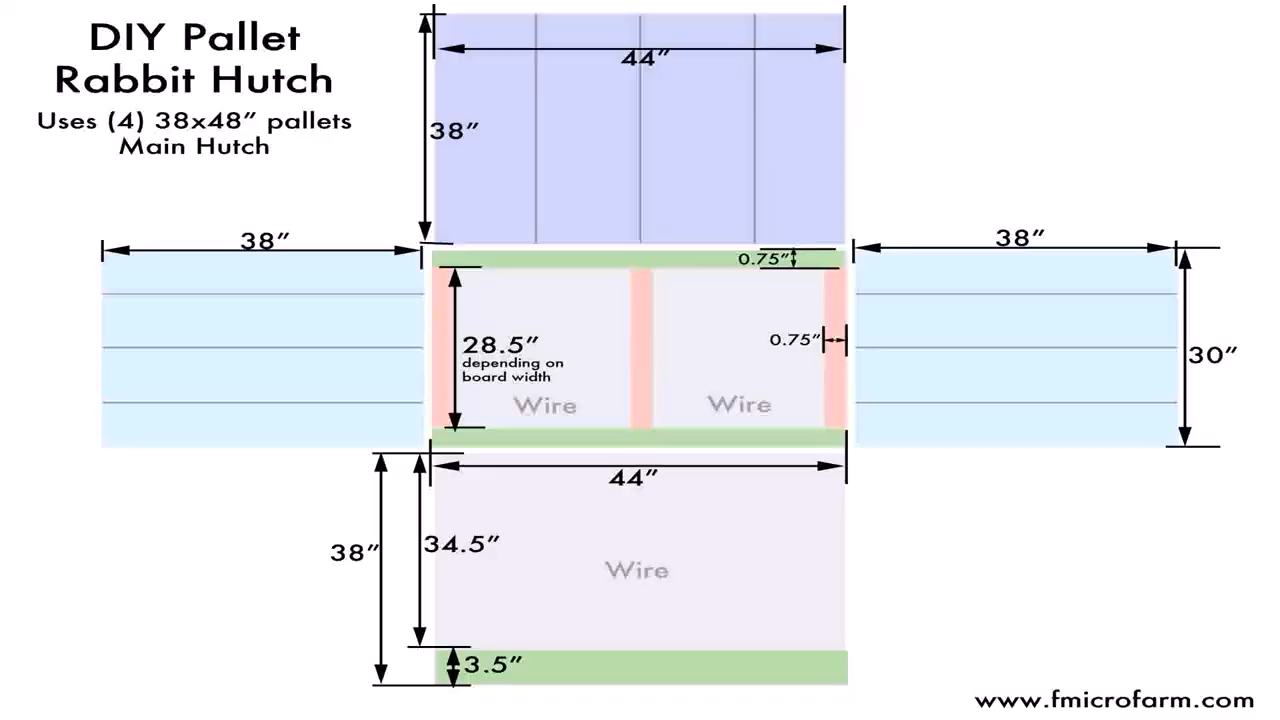 DIY Pallet
Rabbit Hutch
Uses (4) 38x48” pallets
Main Hutch
44”
38”
38”
38”
0.75”
28.5”
depending on
board width
0.75”
30”
Wire
Wire
44”
38”
34.5”
Wire
3.5”
www.fmicrofarm.com